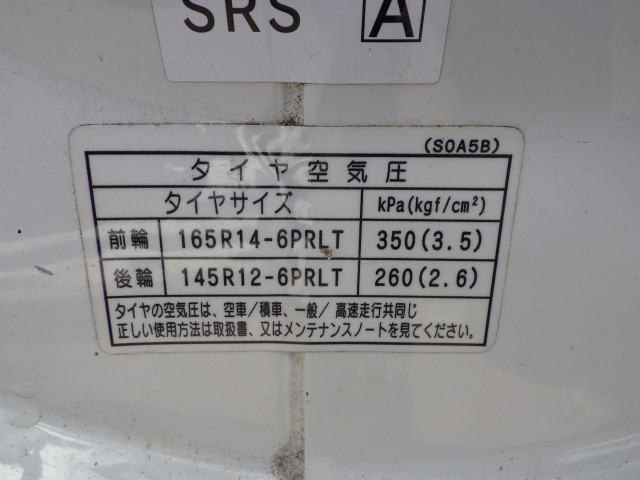 SRS A
(S0A5B)
タイヤ空気圧
タイヤサイズ kPa(kgf/cm²)
前輪 165R14-6PRLT 350(3.5)
後輪 145R12-6PRLT 260(2.6)
タイヤの空気圧は、空車/積車、一般/高速走行共同じ
正しい使用方法は取扱書、又はメンテナンスノートを見てください。